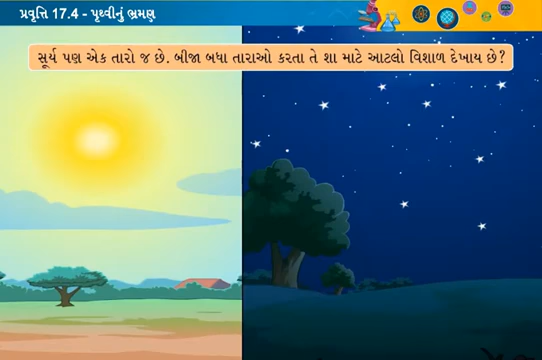 પ્રવૃત્તિ 17.4 - પૃથ્વીનું ભ્રમણ
સૂર્ય પણ એક તારો જ છે. બીજા બધા તારાઓ કરતા તે શા માટે આટલો વિશાળ દેખાય છે?